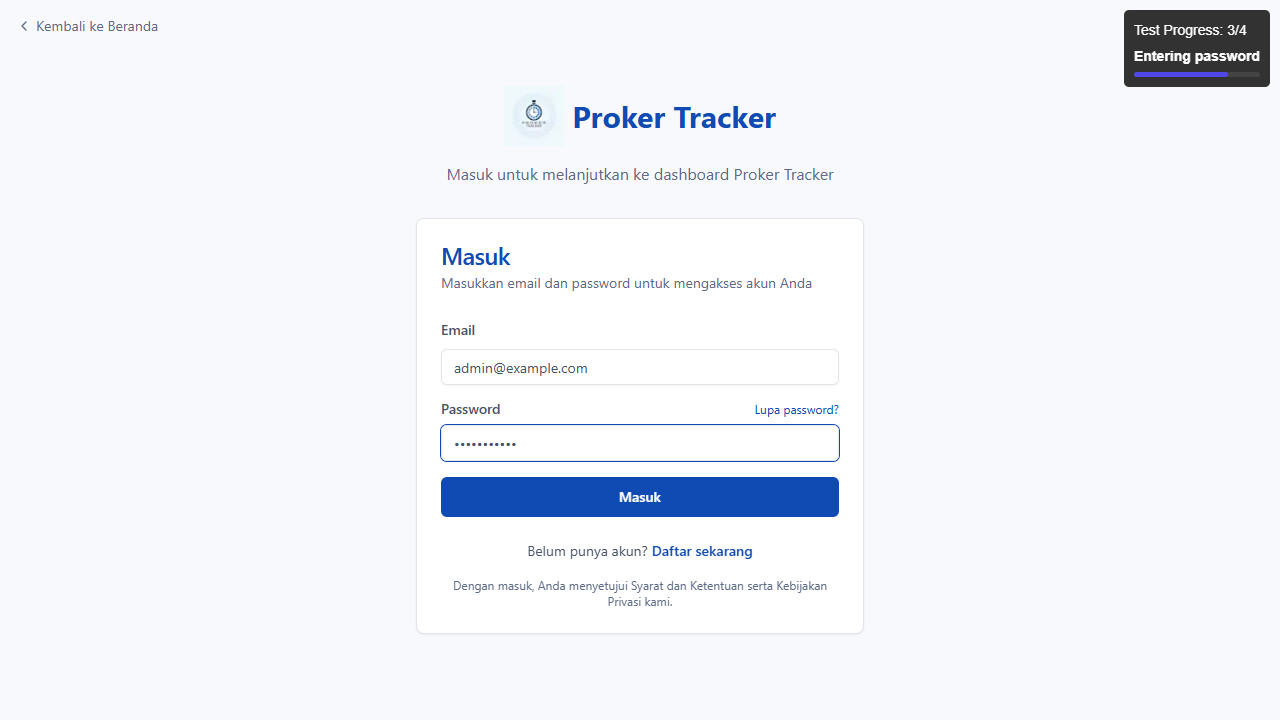 Kembali ke Beranda
Test Progress: 3/4
Entering password
Proker Tracker
Masuk untuk melanjutkan ke dashboard Proker Tracker
Masuk
Masukkan email dan password untuk mengakses akun Anda
Email
admin@example.com
Password
Lupa password?
•••••••••••
Masuk
Belum punya akun? Daftar sekarang
Dengan masuk, Anda menyetujui Syarat dan Ketentuan serta Kebijakan
Privasi kami.